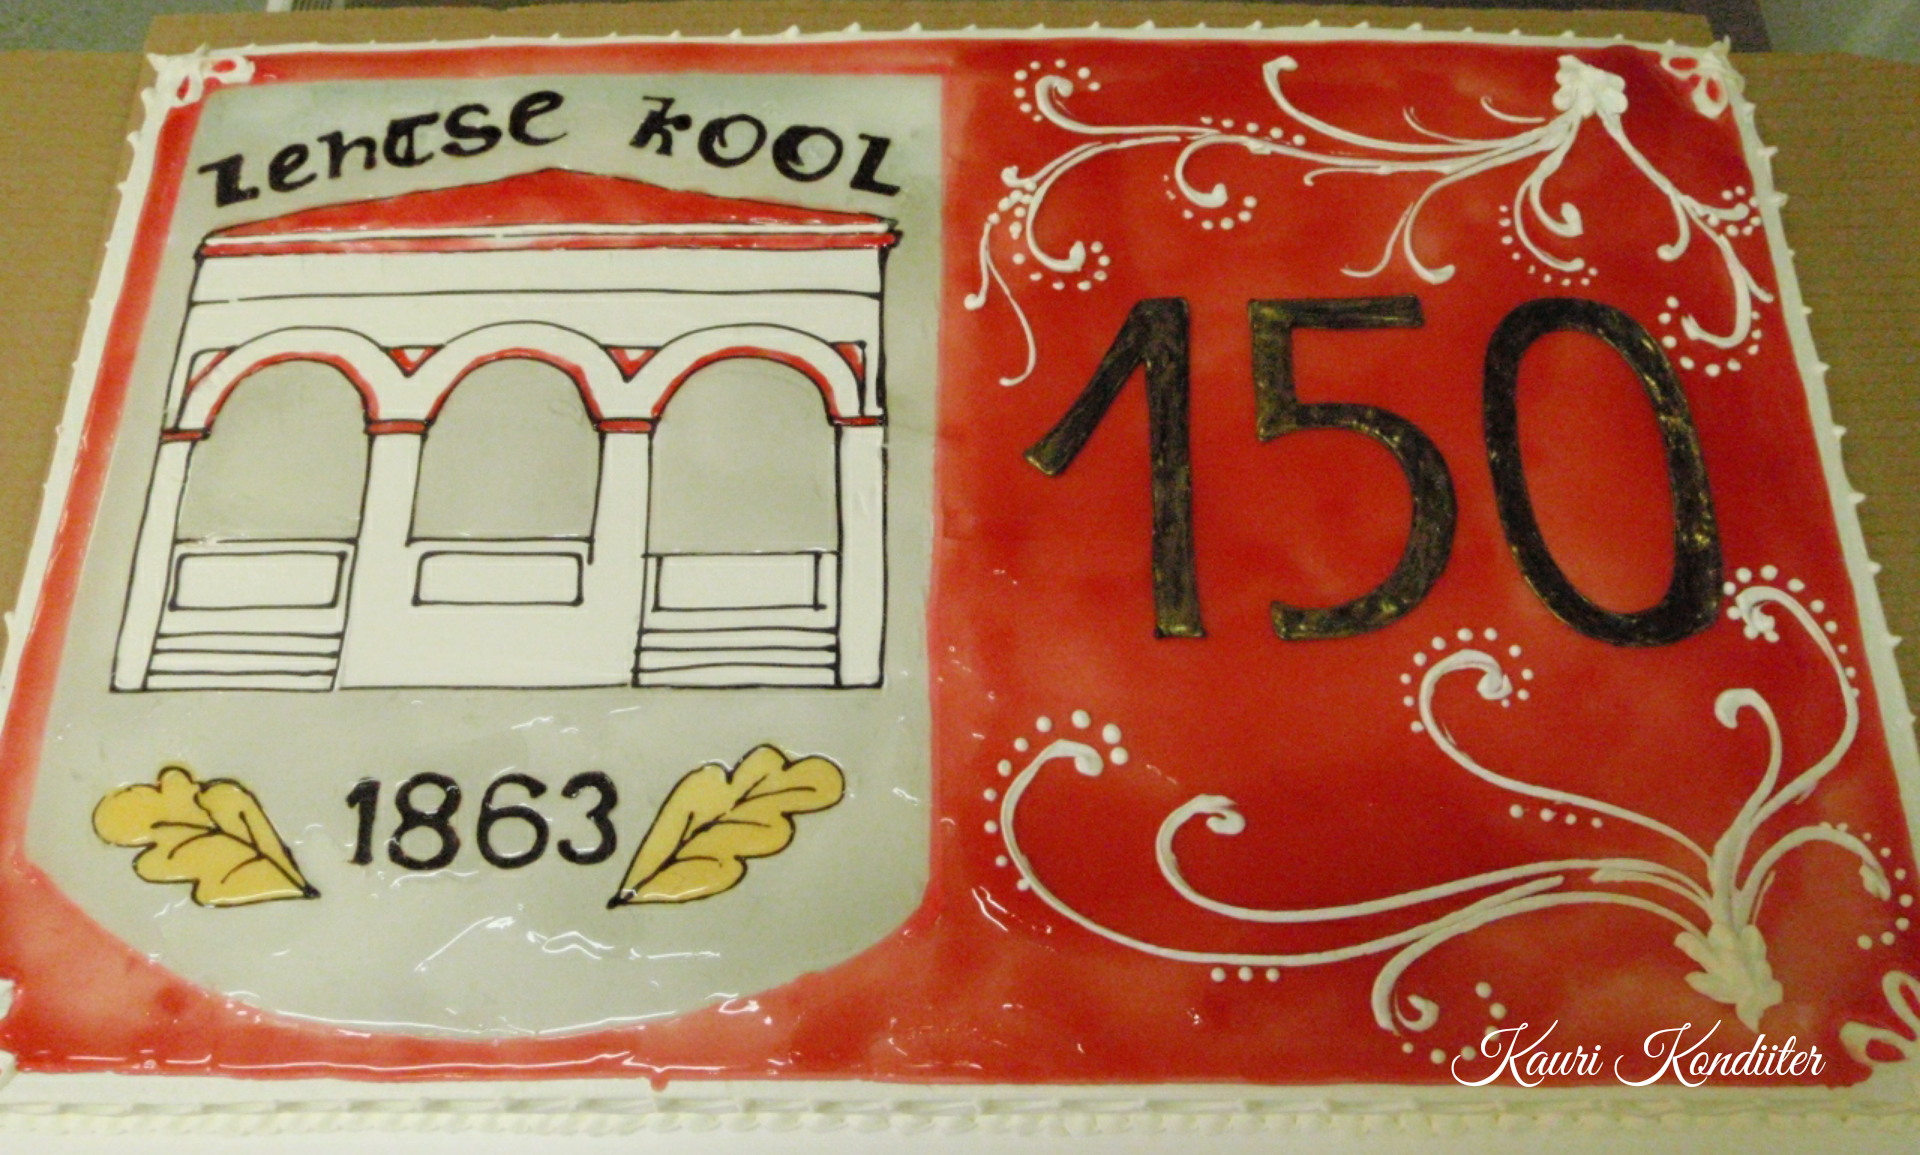 Lehtse Kool
150
1863
Kauri Kondiiter